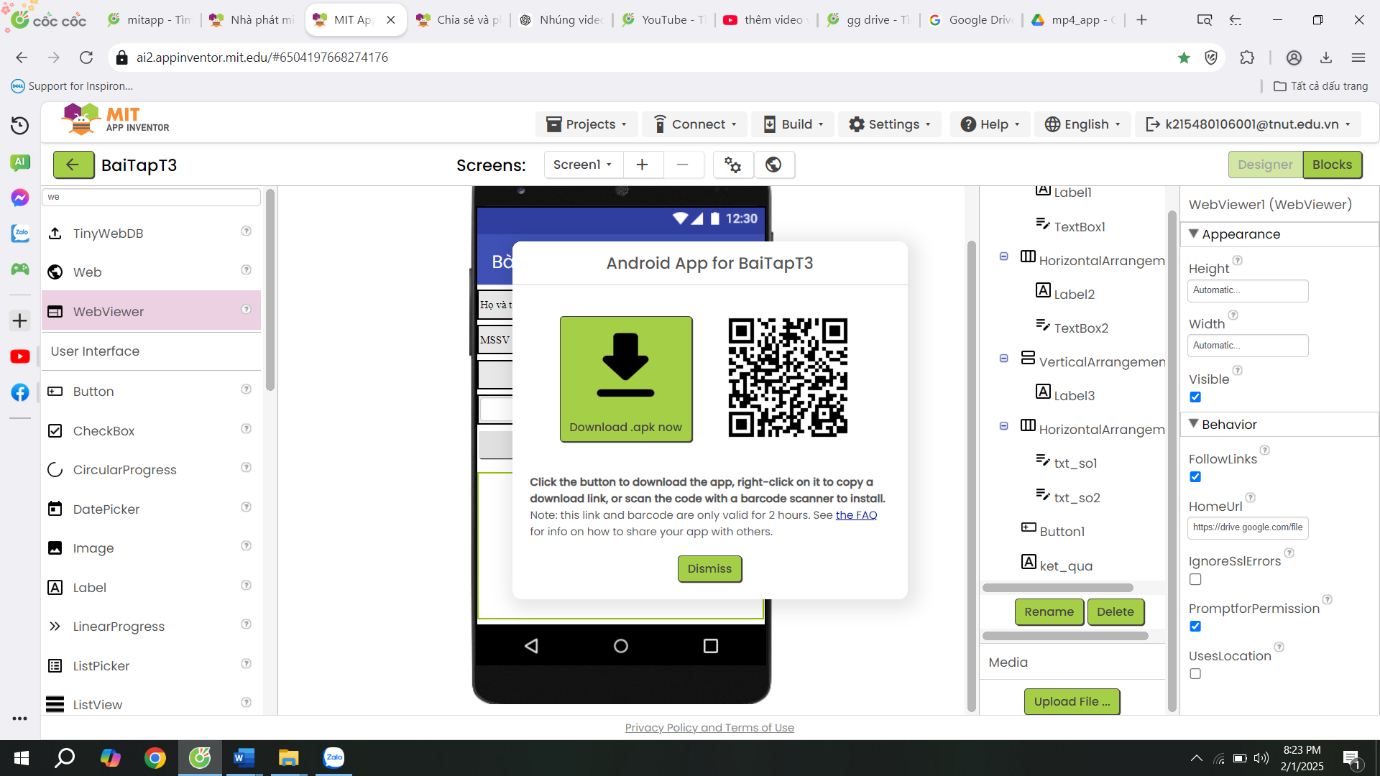 cốc cốc
mitapp - Tìm
Nhà phát mi
MIT Ap
Chia sẻ và p
Nhúng video
YouTube - T
thêm video
gg drive - Tì
Google Drive
mp4_app - G
ai2.appinventor.mit.edu/#6504197668274176
Support for Inspiron...
Tất cả dấu trang
MIT
APP INVENTOR
Projects
Connect
Build
Settings
Help
English
k215480106001@tnut.edu.vn
BaiTapT3
Screens:
Screen1
Designer
Blocks
we
TinyWebDB
Web
WebViewer
User Interface
Button
CheckBox
CircularProgress
DatePicker
Image
Label
LinearProgress
ListPicker
ListView
12:30
Họ và t
MSSV
Android App for BaiTapT3
Download .apk now
Click the button to download the app, right-click on it to copy a
download link, or scan the code with a barcode scanner to install.
Note: this link and barcode are only valid for 2 hours. See the FAQ
for info on how to share your app with others.
Dismiss
Label1
TextBox1
HorizontalArrangem
Label2
TextBox2
VerticalArrangemen
Label3
HorizontalArrangem
txt_so1
txt_so2
Button1
ket_qua
Rename
Delete
Media
Upload File ...
WebViewer1 (WebViewer)
Appearance
Height
Automatic...
Width
Automatic...
Visible
Behavior
FollowLinks
HomeUrl
https://drive.google.com/file
IgnoreSslErrors
PromptforPermission
UsesLocation
Privacy Policy and Terms of Use
8:23 PM
2/1/2025